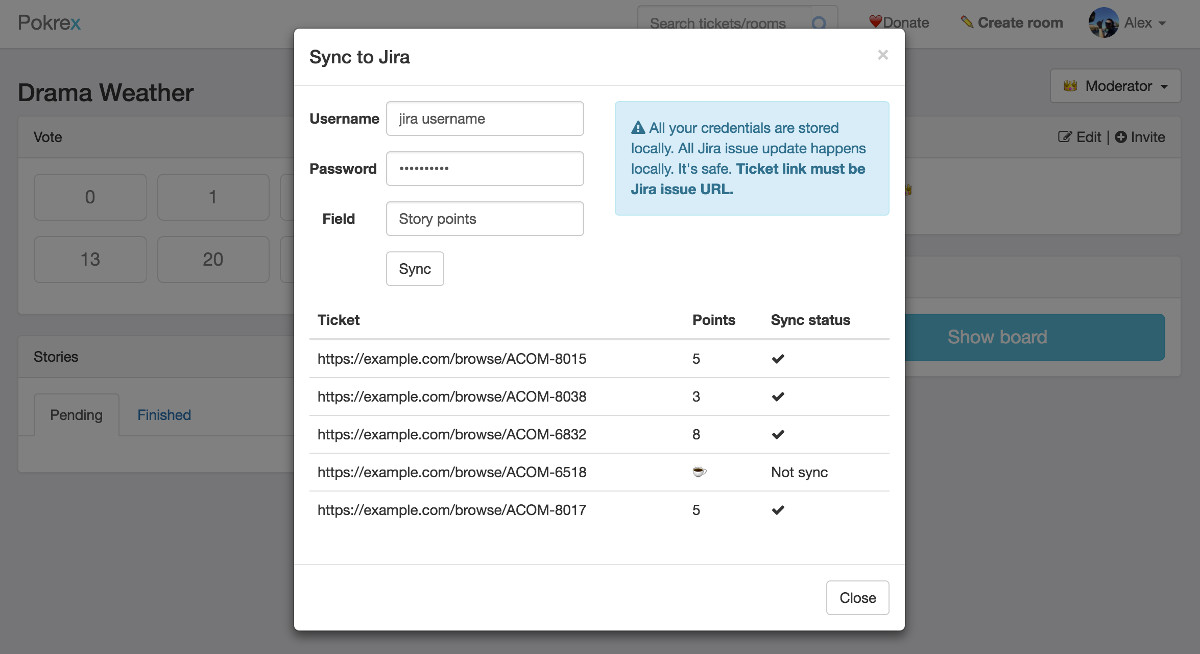 Pokrex
Search tickets/rooms
Donate
Create room
Alex
Drama Weather
Moderator
Vote
Edit | Invite
0
1
13
20
Stories
Pending
Finished
Show board
Sync to Jira
×
Username
jira username
Password
••••••••••
Field
Story points
Sync
All your credentials are stored
locally. All Jira issue update happens
locally. It's safe. Ticket link must be
Jira issue URL.
Ticket Points Sync status
https://example.com/browse/ACOM-8015 5 ✔
https://example.com/browse/ACOM-8038 3 ✔
https://example.com/browse/ACOM-6832 8 ✔
https://example.com/browse/ACOM-6518 ☕ Not sync
https://example.com/browse/ACOM-8017 5 ✔
Close